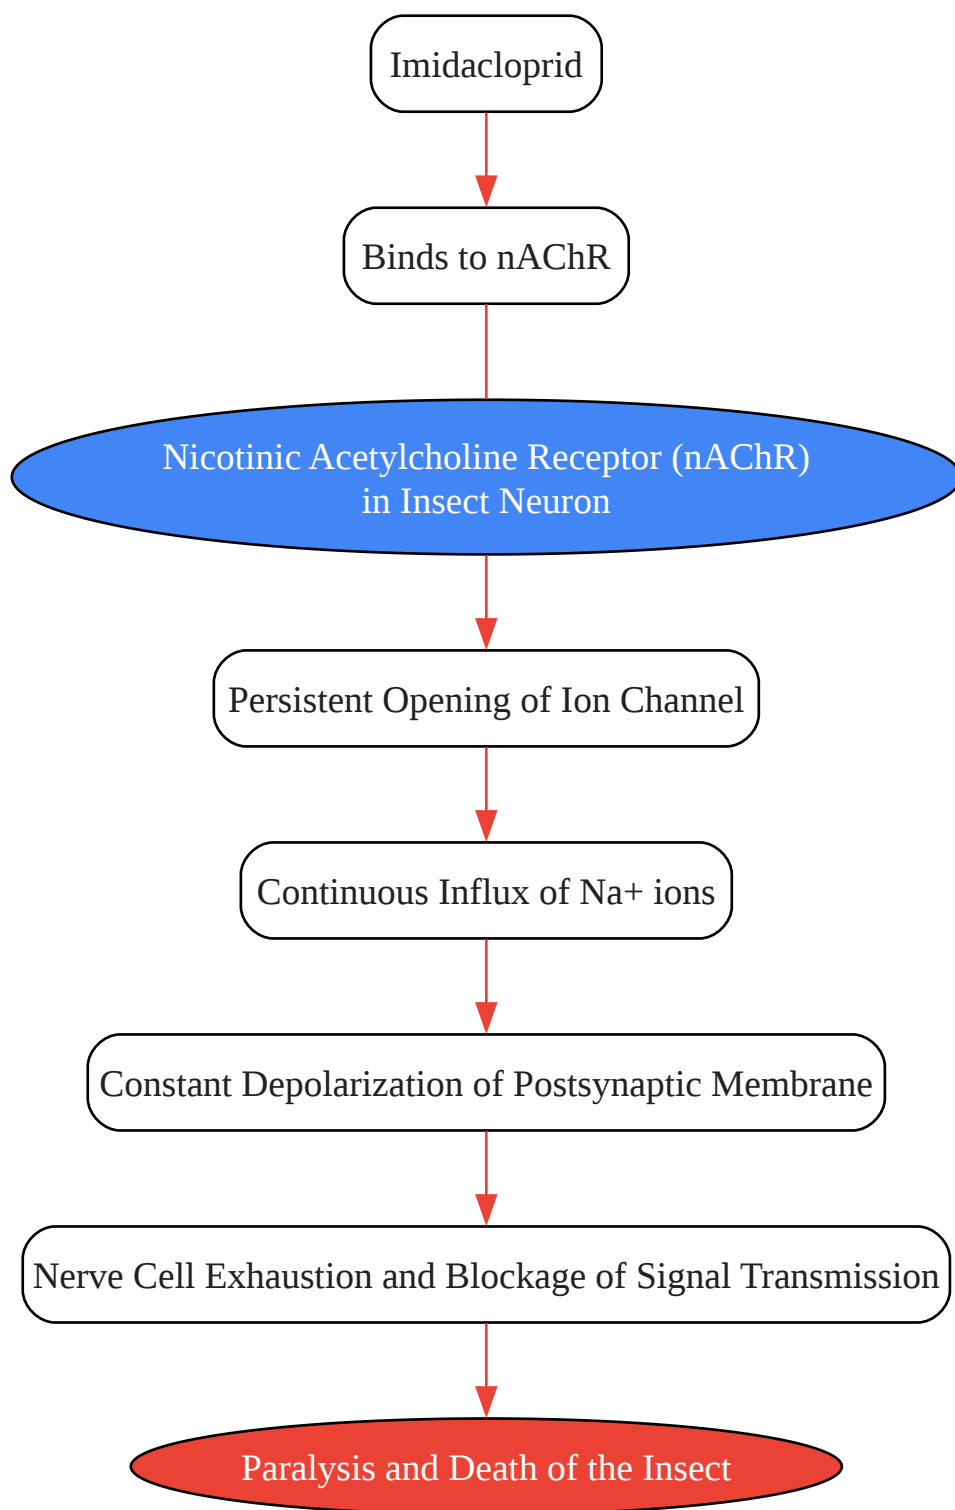 Imidacloprid
Binds to nAChR
Nicotinic Acetylcholine Receptor (nAChR)
in Insect Neuron
Persistent Opening of Ion Channel
Continuous Influx of Na+ ions
Constant Depolarization of Postsynaptic Membrane
Nerve Cell Exhaustion and Blockage of Signal Transmission
Paralysis and Death of the Insect